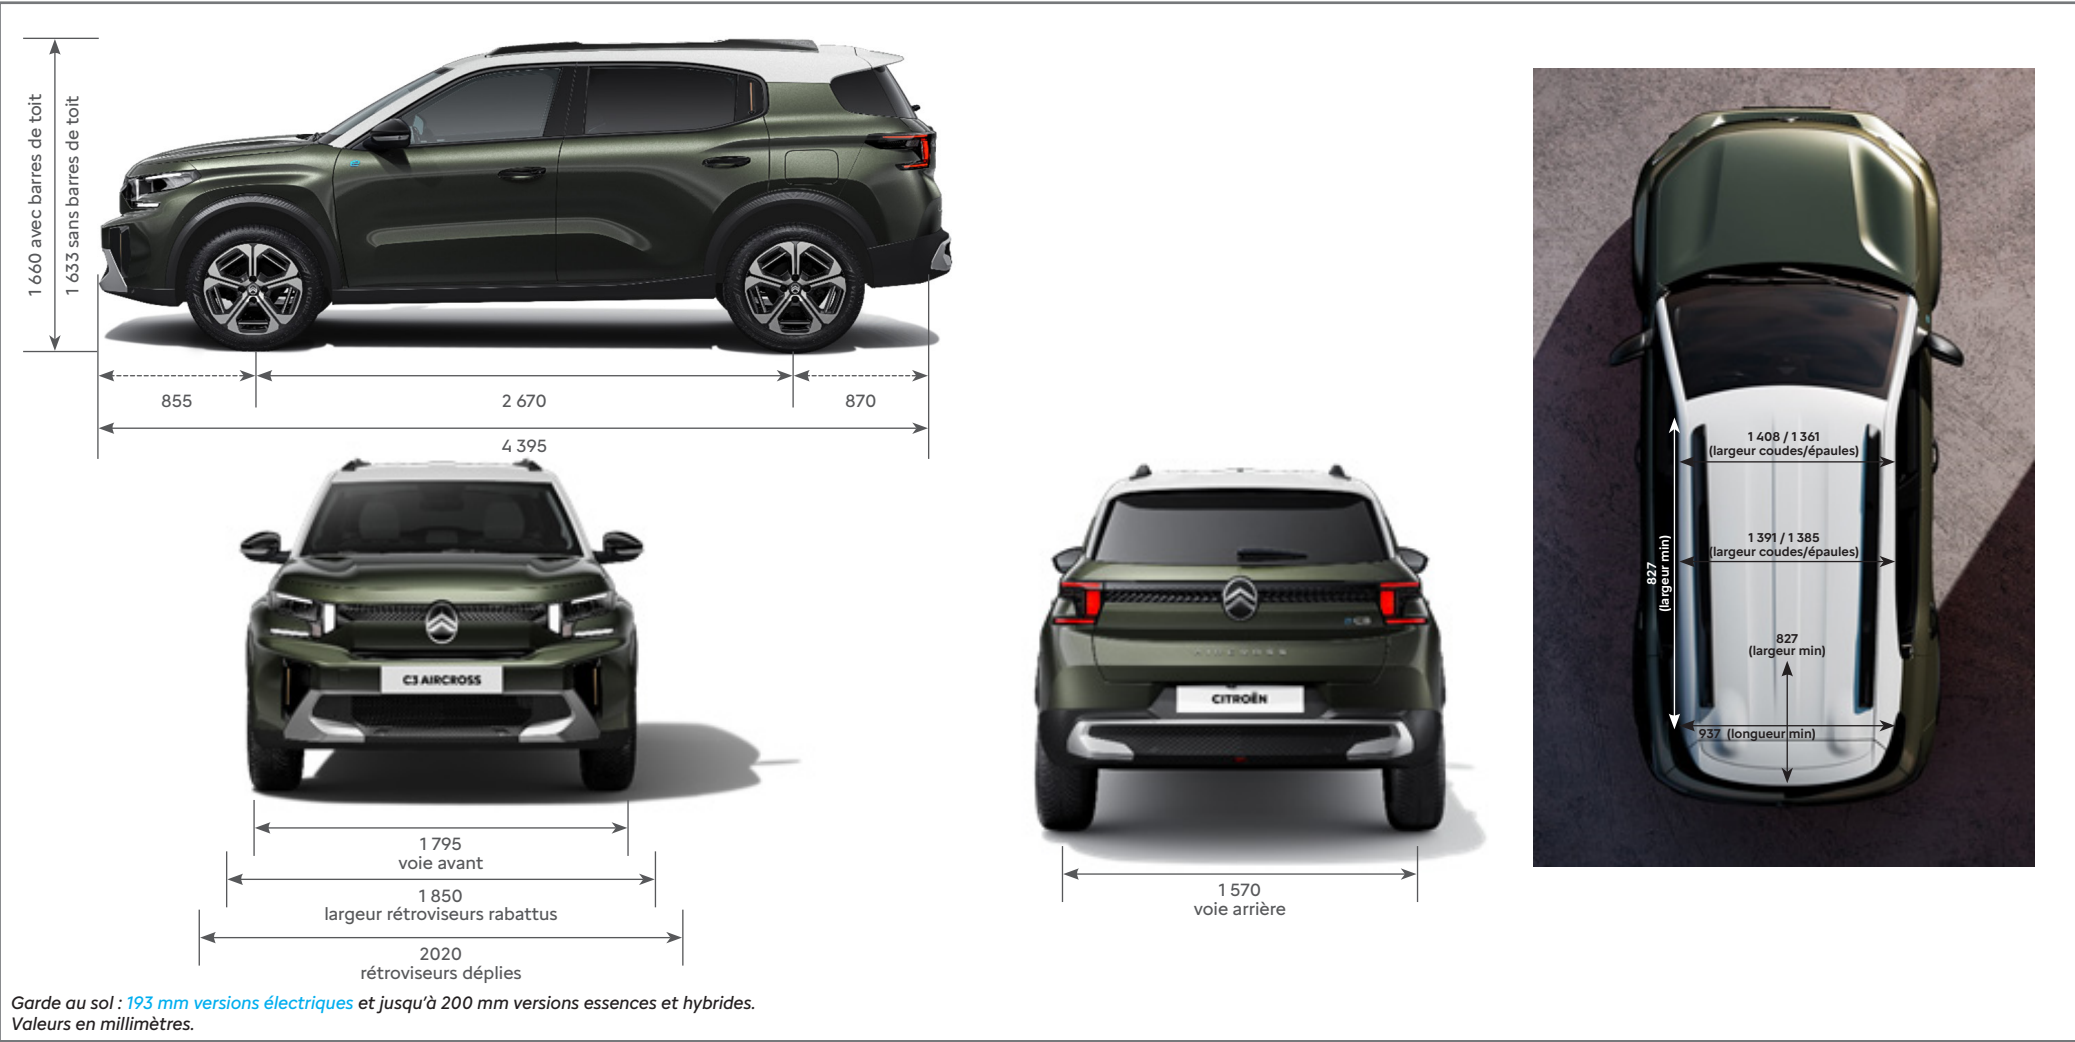 1 660 avec barres de toit
1 633 sans barres de toit
855
2 670
870
4 395
C3 AIRCROSS
1 795
voie avant
1 850
largeur rétroviseurs rabattus
2020
rétroviseurs déplies
AIRCROSS
ëC3
CITROËN
1 570
voie arrière
1 408 / 1 361
(largeur coudes/épaules)
1 391 / 1 385
(largeur coudes/épaules)
827
(largeur min)
827
(largeur min)
937 (longueur min)
Garde au sol : 193 mm versions électriques et jusqu'à 200 mm versions essences et hybrides.
Valeurs en millimètres.